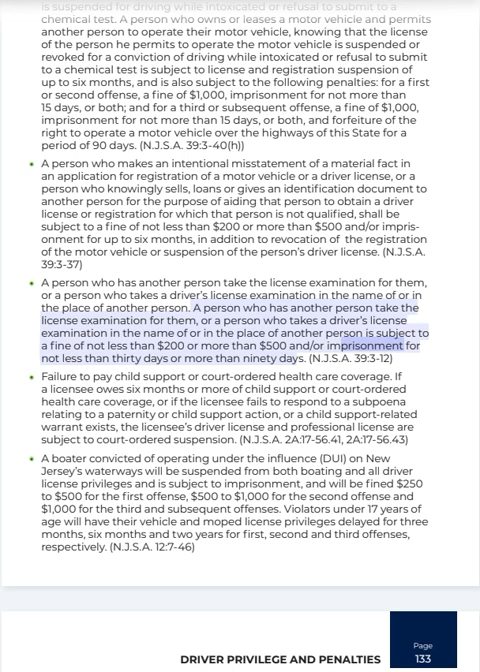 is suspended for driving while intoxicated or refusal to submit to a
chemical test. A person who owns or leases a motor vehicle and permits
another person to operate their motor vehicle, knowing that the license
of the person he permits to operate the motor vehicle is suspended or
revoked for a conviction of driving while intoxicated or refusal to submit
to a chemical test is subject to license and registration suspension of
up to six months, and is also subject to the following penalties: for a first
or second offense, a fine of $1,000, imprisonment for not more than
15 days, or both; and for a third or subsequent offense, a fine of $1,000,
imprisonment for not more than 15 days, or both, and forfeiture of the
right to operate a motor vehicle over the highways of this State for a
period of 90 days. (N.J.S.A. 39:3-40(h))
• A person who makes an intentional misstatement of a material fact in
an application for registration of a motor vehicle or a driver license, or a
person who knowingly sells, loans or gives an identification document to
another person for the purpose of aiding that person to obtain a driver
license or registration for which that person is not qualified, shall be
subject to a fine of not less than $200 or more than $500 and/or impris-
onment for up to six months, in addition to revocation of the registration
of the motor vehicle or suspension of the person's driver license. (N.J.S.A.
39:3-37)
• A person who has another person take the license examination for them,
or a person who takes a driver's license examination in the name of or in
the place of another person. A person who has another person take the
license examination for them, or a person who takes a driver's license
examination in the name of or in the place of another person is subject to
a fine of not less than $200 or more than $500 and/or imprisonment for
not less than thirty days or more than ninety days. (N.J.S.A. 39:3-12)
• Failure to pay child support or court-ordered health care coverage. If
a licensee owes six months or more of child support or court-ordered
health care coverage, or if the licensee fails to respond to a subpoena
relating to a paternity or child support action, or a child support-related
warrant exists, the licensee's driver license and professional license are
subject to court-ordered suspension. (N.J.S.A. 2A:17-56.41, 2A:17-56.43)
• A boater convicted of operating under the influence (DUI) on New
Jersey's waterways will be suspended from both boating and all driver
license privileges and is subject to imprisonment, and will be fined $250
to $500 for the first offense, $500 to $1,000 for the second offense and
$1,000 for the third and subsequent offenses. Violators under 17 years of
age will have their vehicle and moped license privileges delayed for three
months, six months and two years for first, second and third offenses,
respectively. (N.J.S.A. 12:7-46)
Page
DRIVER PRIVILEGE AND PENALTIES 133